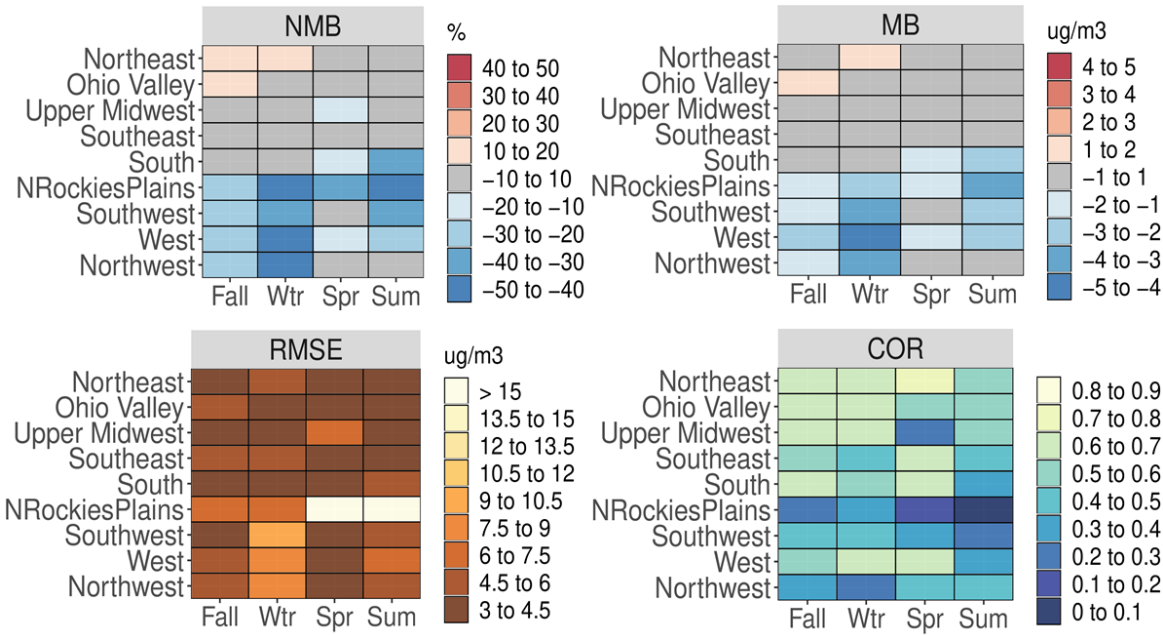 NMB
%
Northeast
Ohio Valley
Upper Midwest
Southeast
South
NRockiesPlains
Southwest
West
Northwest
Fall Wtr Spr Sum
40 to 50
30 to 40
20 to 30
10 to 20
−10 to 10
−20 to −10
−30 to −20
−40 to −30
−50 to −40
MB
ug/m3
Northeast
Ohio Valley
Upper Midwest
Southeast
South
NRockiesPlains
Southwest
West
Northwest
Fall Wtr Spr Sum
4 to 5
3 to 4
2 to 3
1 to 2
−1 to 1
−2 to −1
−3 to −2
−4 to −3
−5 to −4
RMSE
ug/m3
Northeast
Ohio Valley
Upper Midwest
Southeast
South
NRockiesPlains
Southwest
West
Northwest
Fall Wtr Spr Sum
> 15
13.5 to 15
12 to 13.5
10.5 to 12
9 to 10.5
7.5 to 9
6 to 7.5
4.5 to 6
3 to 4.5
COR
Northeast
Ohio Valley
Upper Midwest
Southeast
South
NRockiesPlains
Southwest
West
Northwest
Fall Wtr Spr Sum
0.8 to 0.9
0.7 to 0.8
0.6 to 0.7
0.5 to 0.6
0.4 to 0.5
0.3 to 0.4
0.2 to 0.3
0.1 to 0.2
0 to 0.1